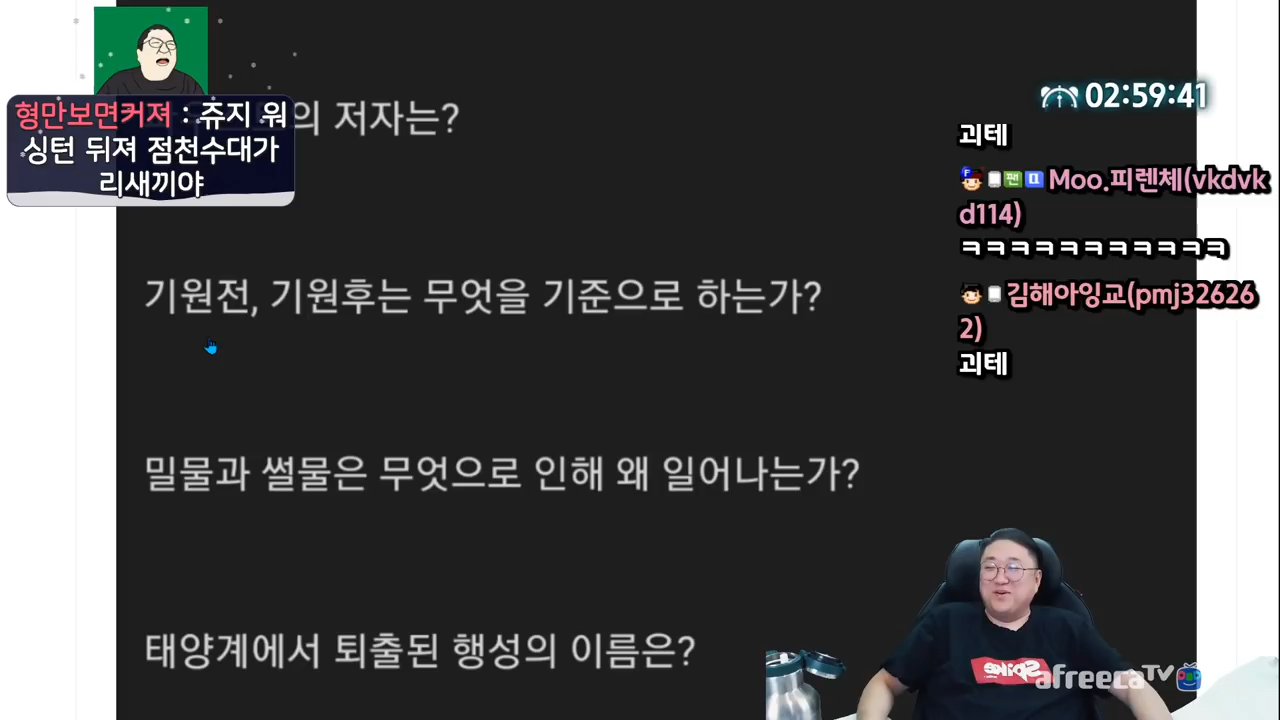 형만보면커져 : 쥬지 워
싱턴 뒤져 점천수대가
리새끼야
의 저자는?
기원전, 기원후는 무엇을 기준으로 하는가?
밀물과 썰물은 무엇으로 인해 왜 일어나는가?
태양계에서 퇴출된 행성의 이름은?
02:59:41
괴테
F 팬 Moo.피렌체(vkdvk
d114)
ㅋㅋㅋㅋㅋㅋㅋㅋㅋㅋㅋ
김해아잉교(pmj32626
2)
괴테
afreecaTV